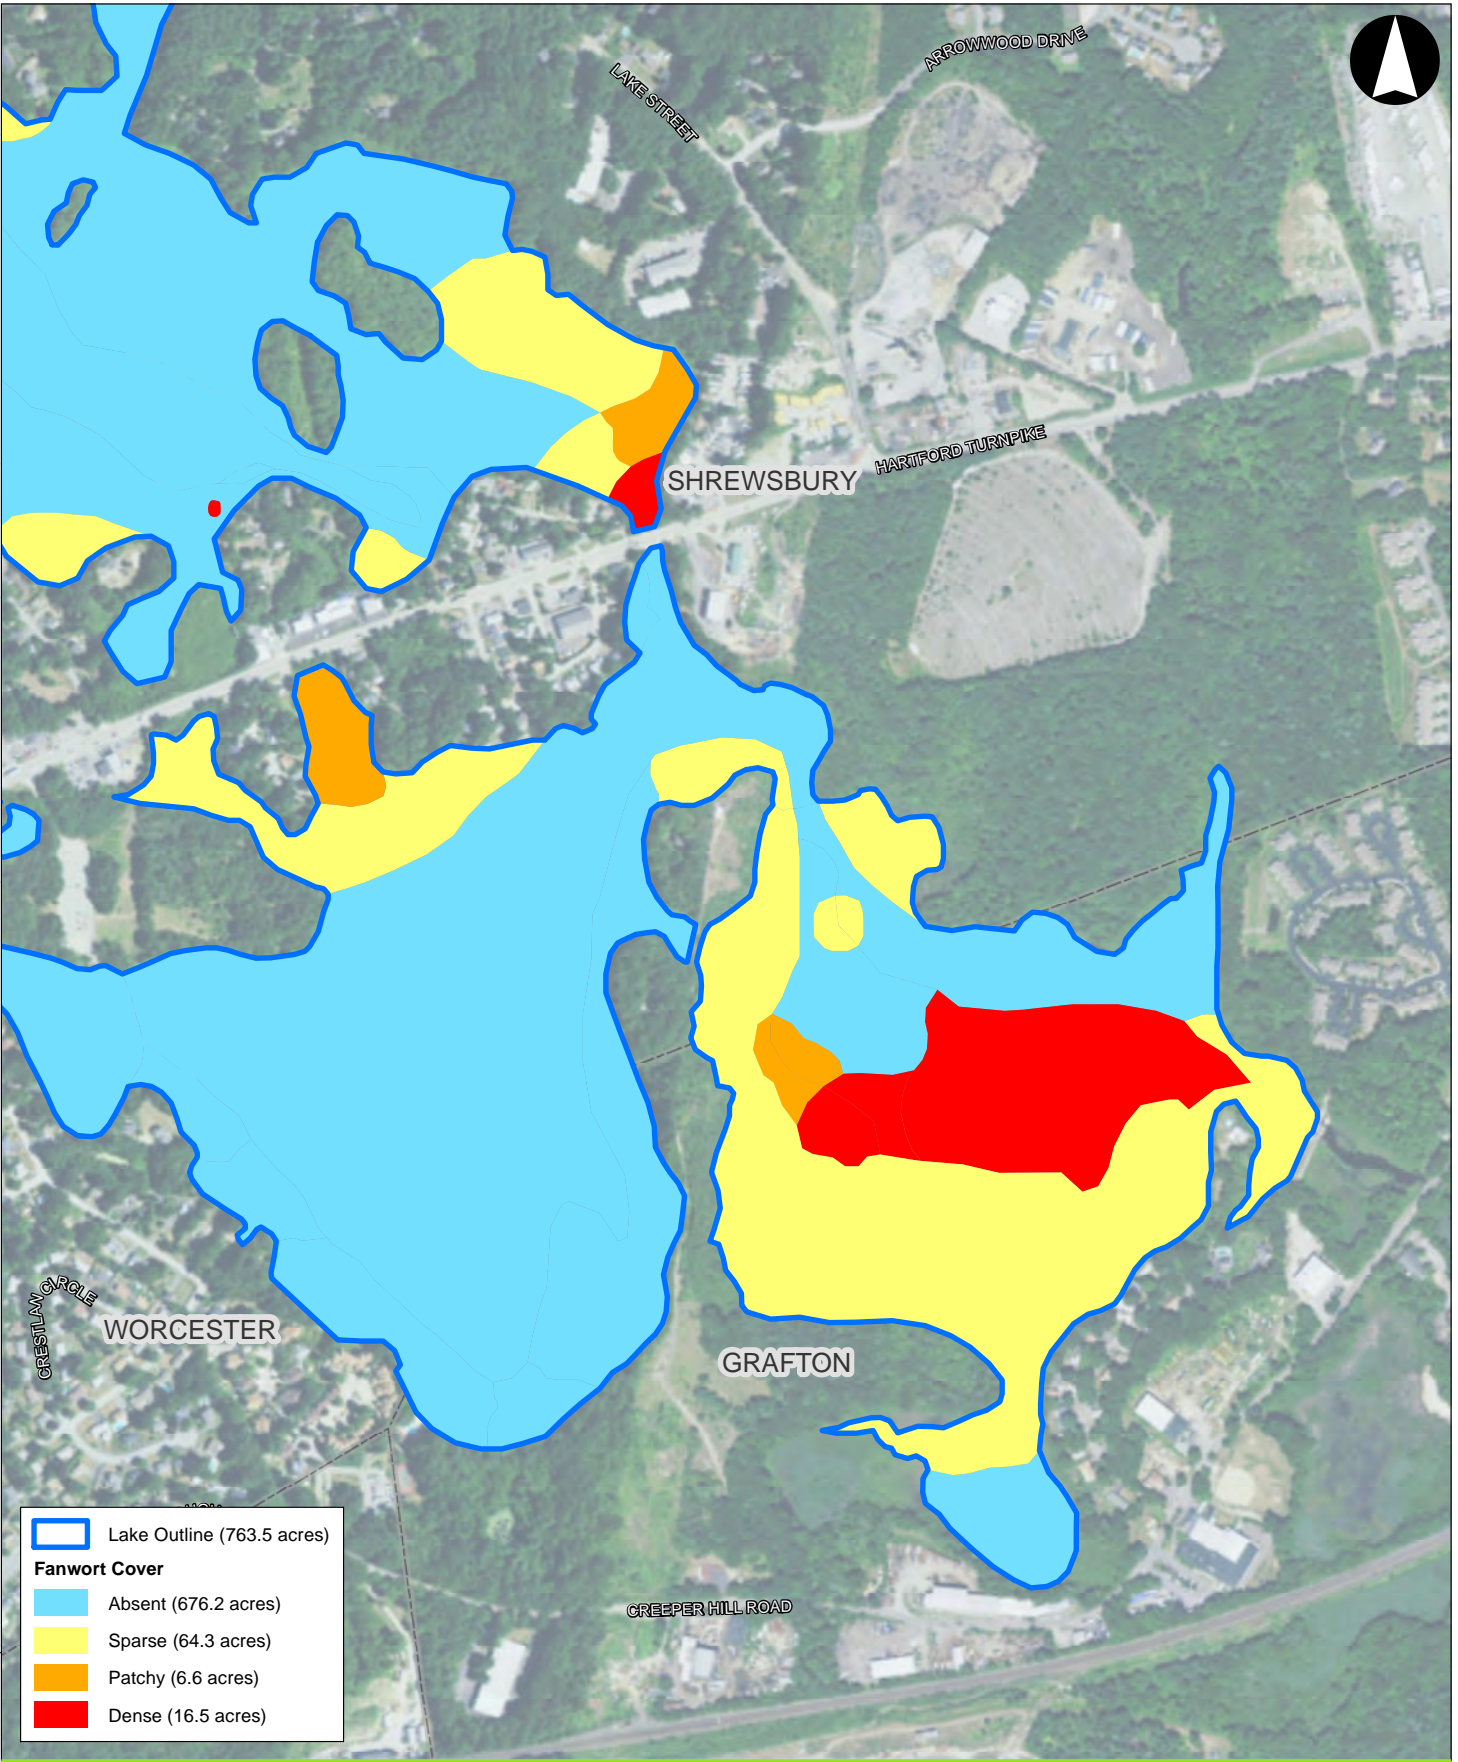 ARROWWOOD DRIVE
LAKE STREET
HARTFORD TURNPIKE
SHREWSBURY
CRESTLAWN CIRCLE
WORCESTER
GRAFTON
CREEPER HILL ROAD
Lake Outline (763.5 acres)
Fanwort Cover
Absent (676.2 acres)
Sparse (64.3 acres)
Patchy (6.6 acres)
Dense (16.5 acres)